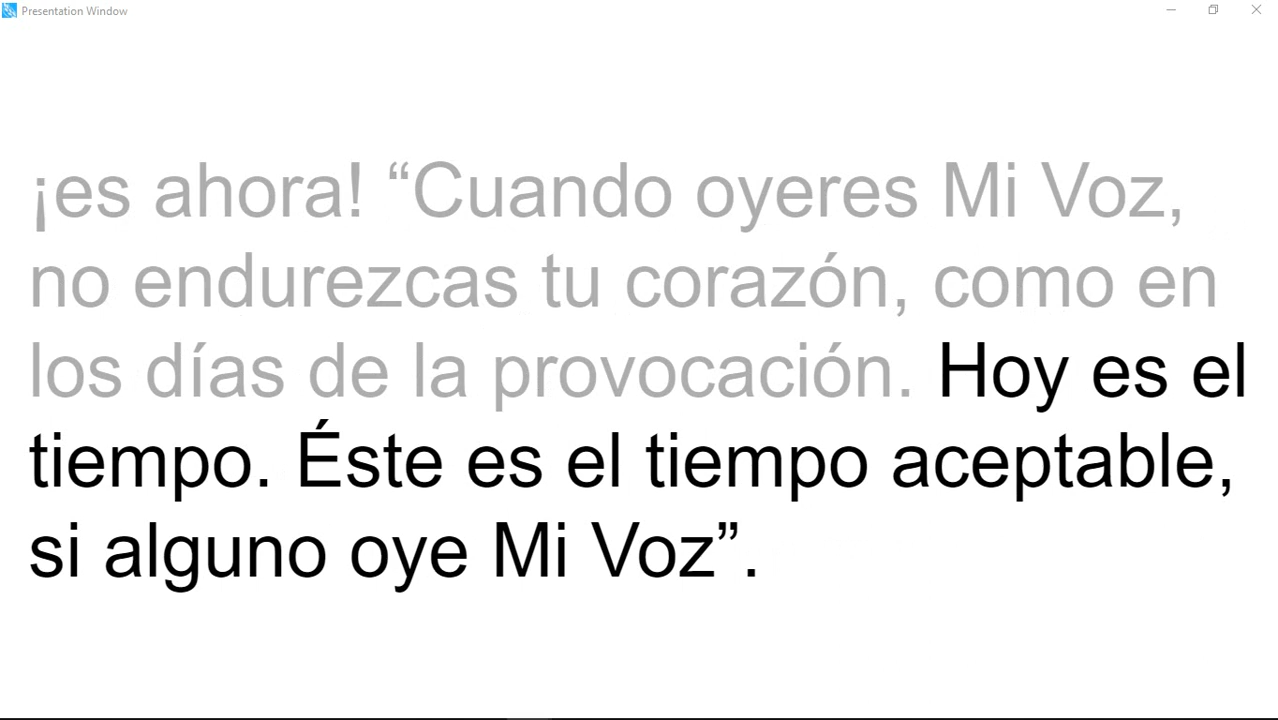 Presentation Window
¡es ahora! “Cuando oyeres Mi Voz,
no endurezcas tu corazón, como en
los días de la provocación. Hoy es el
tiempo. Éste es el tiempo aceptable,
si alguno oye Mi Voz”.